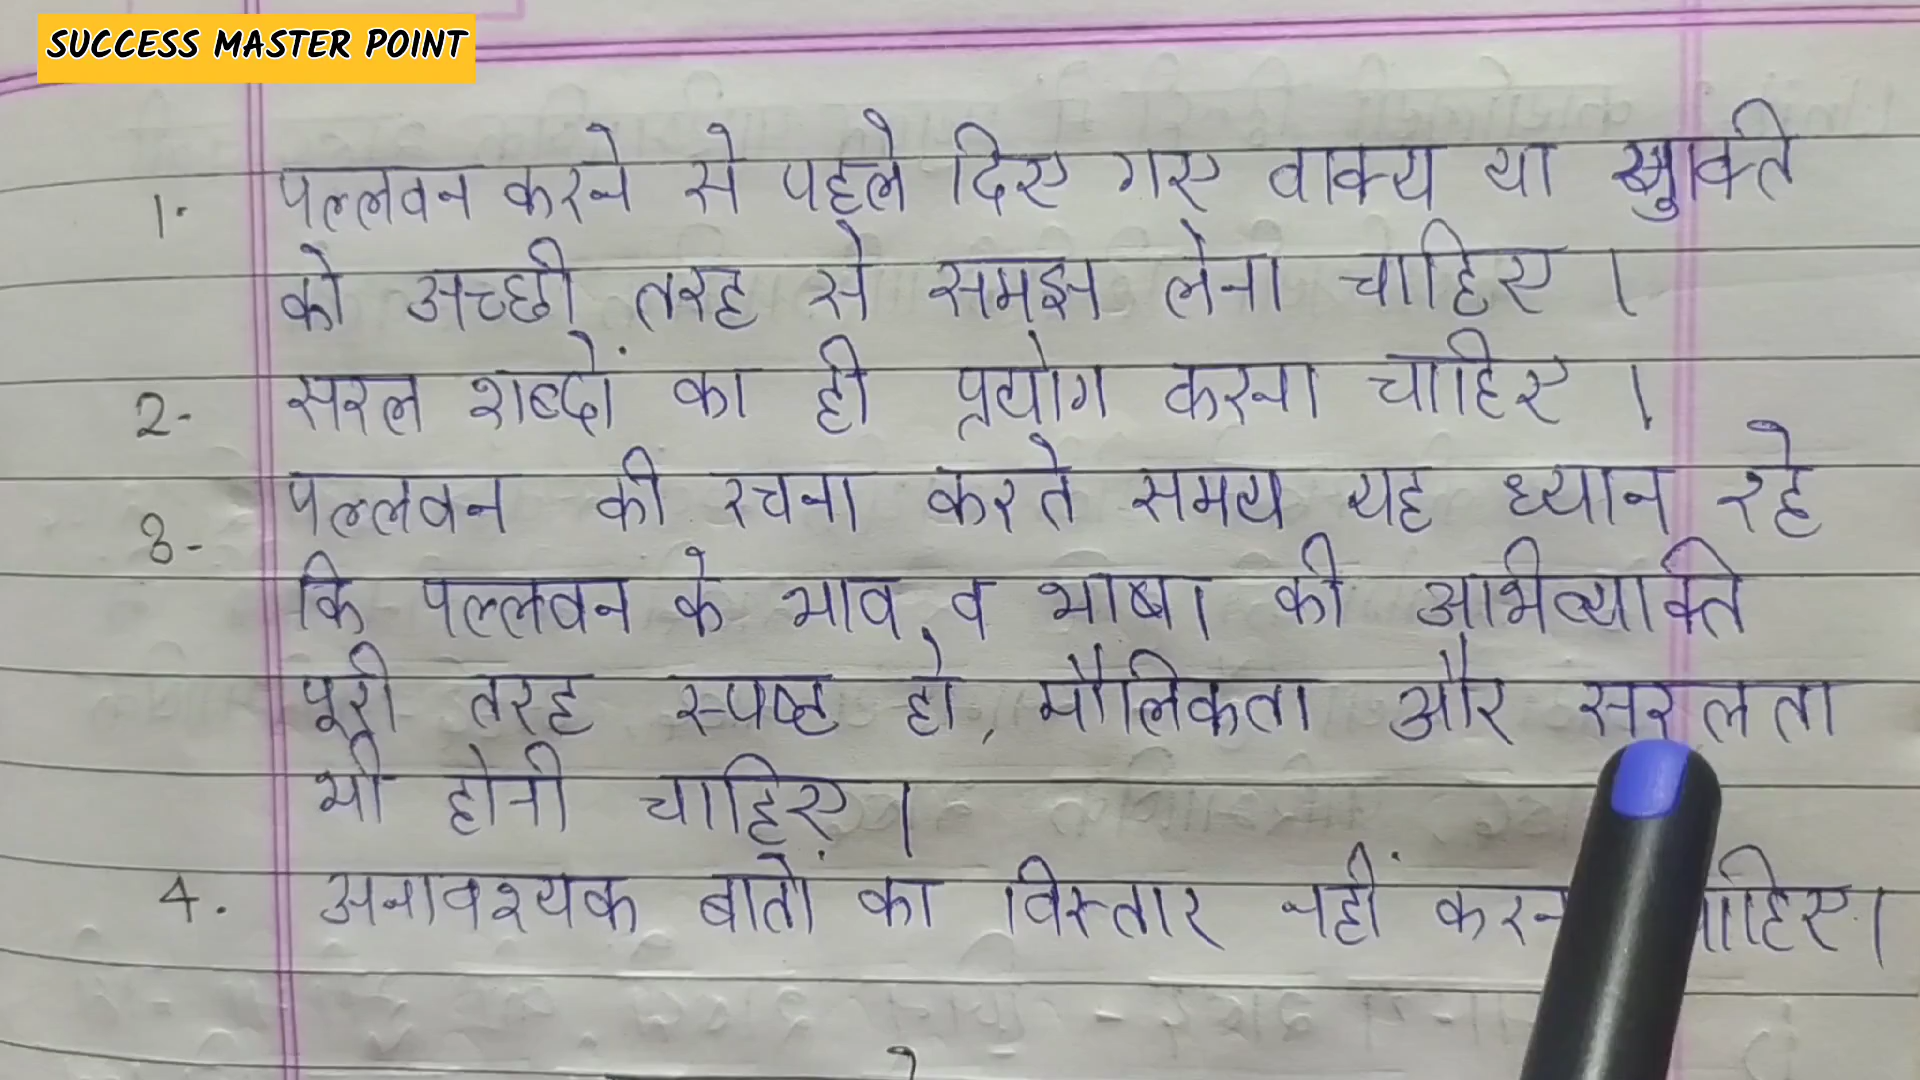 SUCCESS MASTER POINT
1. पल्लवन करने से पहले दिए गए वाक्य या सुक्ति
को अच्छी तरह से समझ लेना चाहिए ।
2- सरल शब्दों का ही प्रयोग करना चाहिए ।
3- पल्लवन की रचना करते समय यह ध्यान रहे
कि पल्लवन के भाव व भाषा की अभिव्यक्ति
पूरी तरह स्पष्ट हो, मौलिकता और सरलता
भी होनी चाहिए ।
4. अनावश्यक बातों का विस्तार नहीं